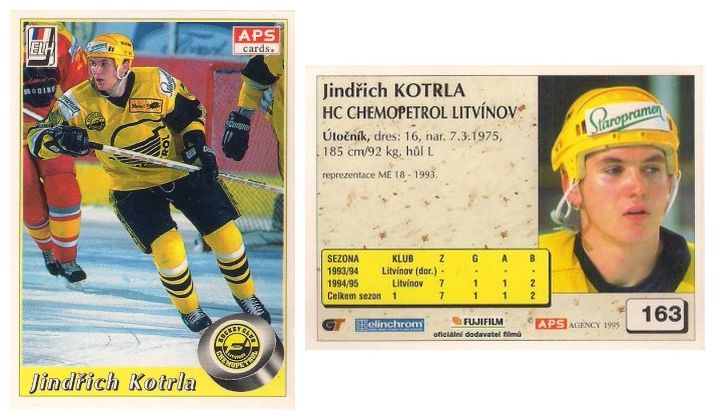 ELH
APS
cards®
HOCKEY CLUB
LITVÍNOV
CHEMOPETROL
Jindřich Kotrla
Jindřich KOTRLA
HC CHEMOPETROL LITVÍNOV
Útočník, dres: 16, nar. 7.3.1975,
185 cm/92 kg, hůl L
reprezentace ME 18 - 1993.
Staropramen
SEZONA KLUB Z G A B
1993/94 Litvínov (dor.) - - - -
1994/95 Litvínov 7 1 1 2
Celkem sezon 1 7 1 1 2
GT elinchrom FUJIFILM APS AGENCY 1995
oficiální dodavatel filmů
163